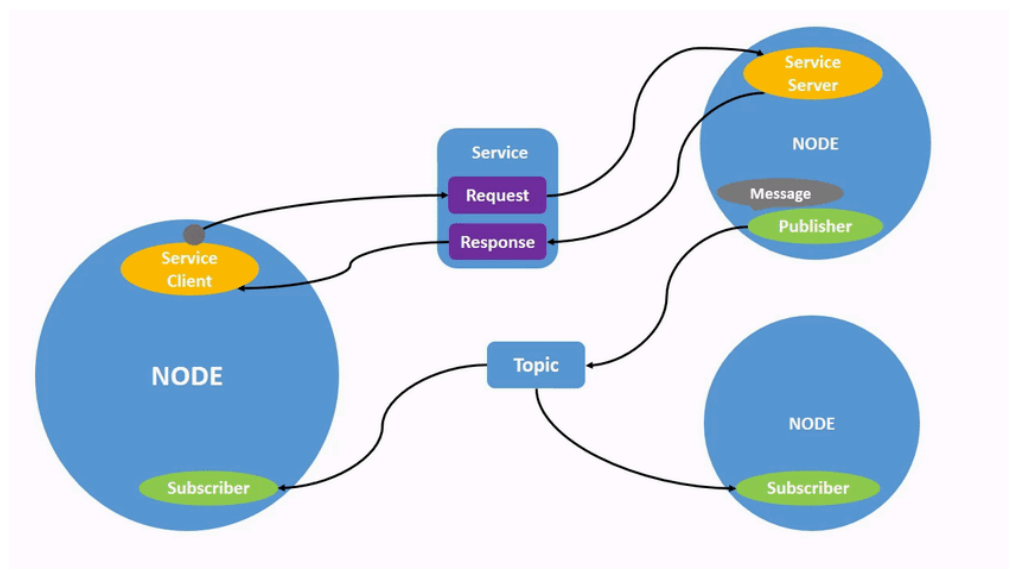 Service
Server
NODE
Message
Publisher
Service
Request
Response
Service
Client
NODE
Subscriber
Topic
NODE
Subscriber